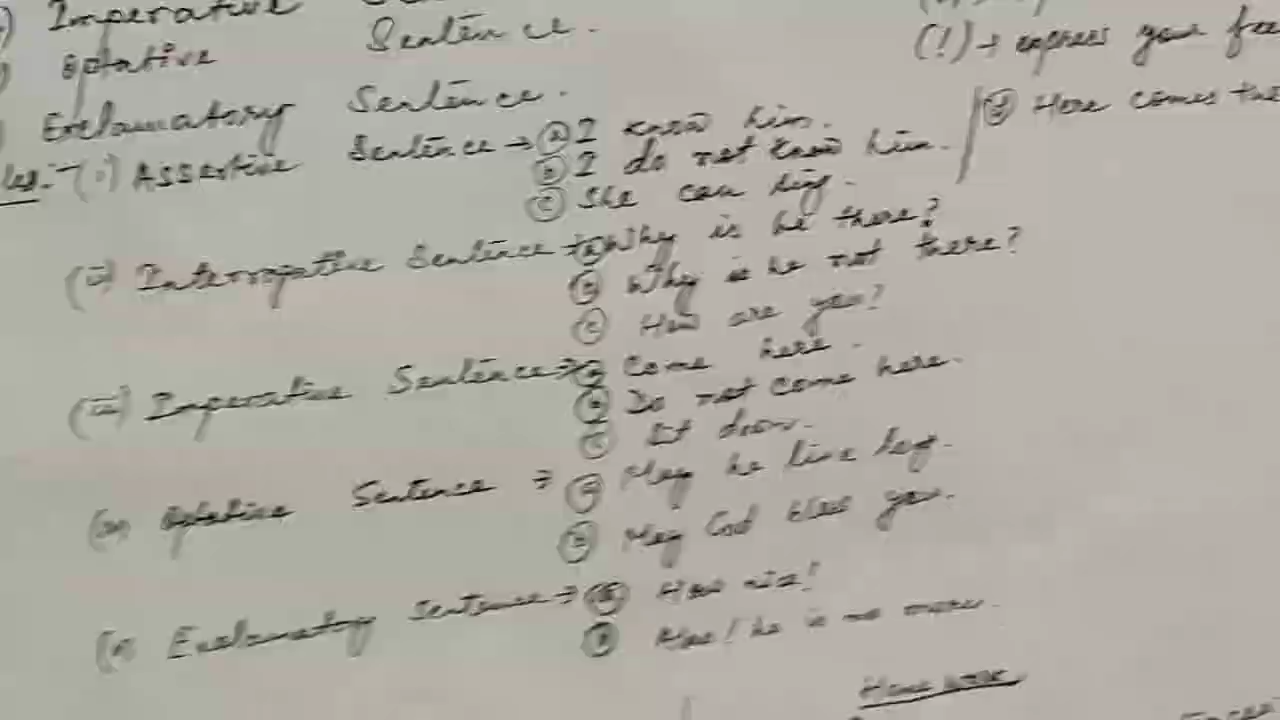 Imperative
Optative Sentence.
Exclamatory Sentence.
(i) Assertive Sentence → (a) I know him.
(b) I do not know him.
(c) She can sing.
(ii) Interrogative Sentence → (a) Why is he there?
(b) Why is he not there?
(c) How are you?
(iii) Imperative Sentence → (a) Come here.
(b) Do not come here.
(c) Sit down.
(iv) Optative Sentence → (a) May he live long.
(b) May God bless you.
(v) Exclamatory Sentence → (a) How nice!
(b) Alas! he is no more.
(!) → express your
(d) Here comes the
Home work